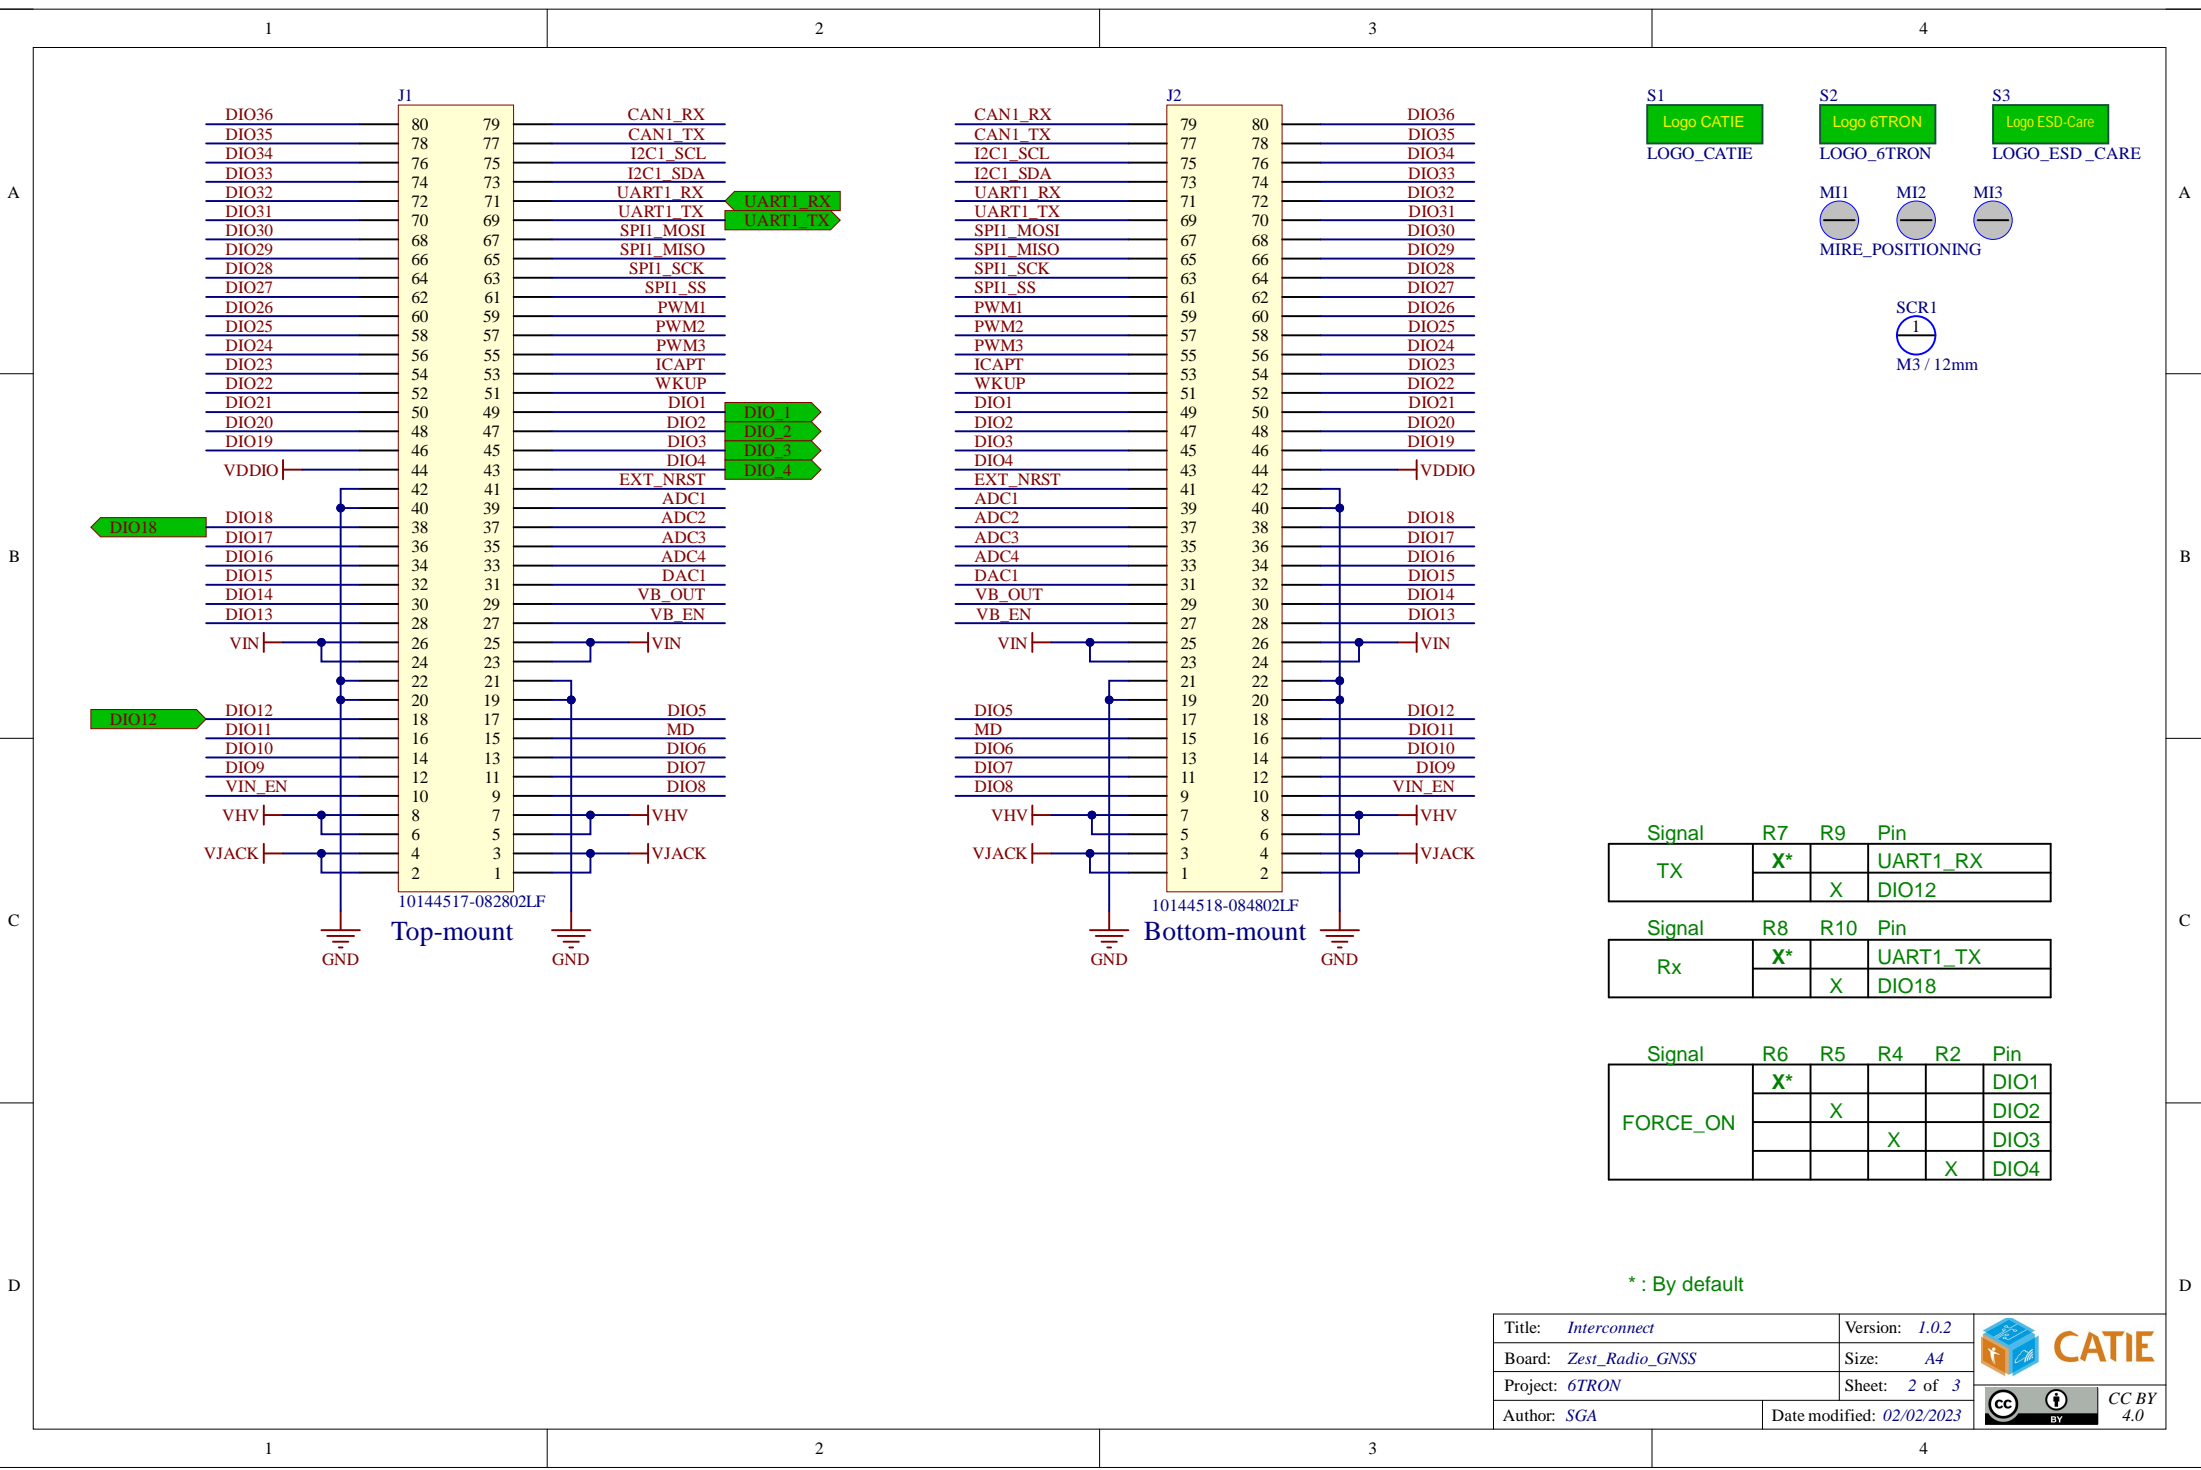 1 2 3 4
A A
B B
C C
D D
J1
DIO36 80 79 CAN1_RX
DIO35 78 77 CAN1_TX
DIO34 76 75 I2C1_SCL
DIO33 74 73 I2C1_SDA
DIO32 72 71 UART1_RX UART1_RX
DIO31 70 69 UART1_TX UART1_TX
DIO30 68 67 SPI1_MOSI
DIO29 66 65 SPI1_MISO
DIO28 64 63 SPI1_SCK
DIO27 62 61 SPI1_SS
DIO26 60 59 PWM1
DIO25 58 57 PWM2
DIO24 56 55 PWM3
DIO23 54 53 ICAPT
DIO22 52 51 WKUP
DIO21 50 49 DIO1 DIO_1
DIO20 48 47 DIO2 DIO_2
DIO19 46 45 DIO3 DIO_3
VDDIO 44 43 DIO4 DIO_4
42 41 EXT_NRST
40 39 ADC1
DIO18 DIO18 38 37 ADC2
DIO17 36 35 ADC3
DIO16 34 33 ADC4
DIO15 32 31 DAC1
DIO14 30 29 VB_OUT
DIO13 28 27 VB_EN
VIN 26 25 VIN
24 23
22 21
20 19
DIO12 DIO12 18 17 DIO5
DIO11 16 15 MD
DIO10 14 13 DIO6
DIO9 12 11 DIO7
VIN_EN 10 9 DIO8
VHV 8 7 VHV
6 5
VJACK 4 3 VJACK
2 1
10144517-082802LF
Top-mount
GND GND
J2
CAN1_RX 79 80 DIO36
CAN1_TX 77 78 DIO35
I2C1_SCL 75 76 DIO34
I2C1_SDA 73 74 DIO33
UART1_RX 71 72 DIO32
UART1_TX 69 70 DIO31
SPI1_MOSI 67 68 DIO30
SPI1_MISO 65 66 DIO29
SPI1_SCK 63 64 DIO28
SPI1_SS 61 62 DIO27
PWM1 59 60 DIO26
PWM2 57 58 DIO25
PWM3 55 56 DIO24
ICAPT 53 54 DIO23
WKUP 51 52 DIO22
DIO1 49 50 DIO21
DIO2 47 48 DIO20
DIO3 45 46 DIO19
DIO4 43 44 VDDIO
EXT_NRST 41 42
ADC1 39 40
ADC2 37 38 DIO18
ADC3 35 36 DIO17
ADC4 33 34 DIO16
DAC1 31 32 DIO15
VB_OUT 29 30 DIO14
VB_EN 27 28 DIO13
VIN 25 26 VIN
23 24
21 22
19 20
DIO5 17 18 DIO12
MD 15 16 DIO11
DIO6 13 14 DIO10
DIO7 11 12 DIO9
DIO8 9 10 VIN_EN
VHV 7 8 VHV
5 6
VJACK 3 4 VJACK
1 2
10144518-084802LF
Bottom-mount
GND GND
S1 S2 S3
Logo CATIE Logo 6TRON Logo ESD-Care
LOGO_CATIE LOGO_6TRON LOGO_ESD_CARE
MI1 MI2 MI3
MIRE_POSITIONING
SCR1
1
M3 / 12mm
Signal R7 R9 Pin
TX X* UART1_RX
X DIO12
Signal R8 R10 Pin
Rx X* UART1_TX
X DIO18
Signal R6 R5 R4 R2 Pin
FORCE_ON X* DIO1
X DIO2
X DIO3
X DIO4
* : By default
Title: Interconnect Version: 1.0.2
Board: Zest_Radio_GNSS Size: A4
Project: 6TRON Sheet: 2 of 3
Author: SGA Date modified: 02/02/2023
CATIE
cc BY CC BY
4.0
1 2 3 4